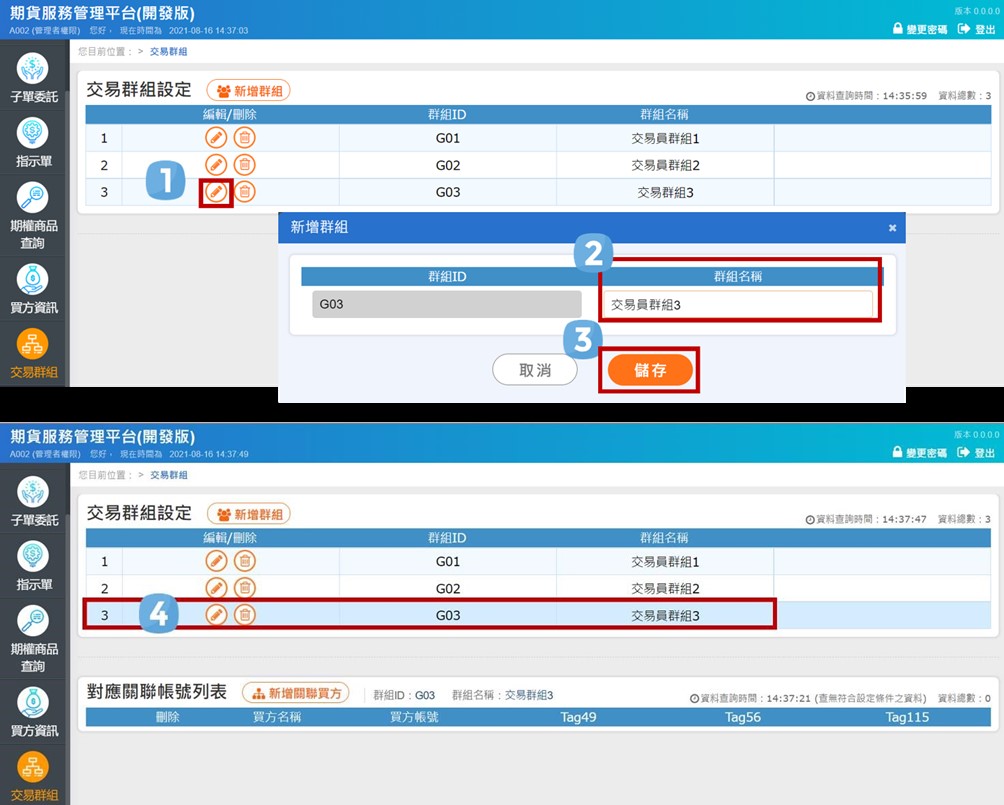 期貨服務管理平台(開發版)
版本 0.0.0.0
A002 (管理者權限) 您好， 現在時間為 2021-08-16 14:37:03
變更密碼 登出
您目前位置： > 交易群組
子單委託
指示單
期權商品
查詢
買方資訊
交易群組
交易群組設定 新增群組
資料查詢時間：14:35:59 資料總數：3
編輯/刪除 群組ID 群組名稱
1 G01 交易員群組1
2 G02 交易員群組2
3 G03 交易群組3
1
新增群組 ×
2
群組ID 群組名稱
G03 交易員群組3
3
取消 儲存
期貨服務管理平台(開發版)
版本 0.0.0.0
A002 (管理者權限) 您好， 現在時間為 2021-08-16 14:37:49
變更密碼 登出
您目前位置： > 交易群組
子單委託
指示單
期權商品
查詢
買方資訊
交易群組
交易群組設定 新增群組
資料查詢時間：14:37:47 資料總數：3
編輯/刪除 群組ID 群組名稱
1 G01 交易員群組1
2 G02 交易員群組2
3 4 G03 交易員群組3
對應關聯帳號列表 新增關聯買方 群組ID：G03 群組名稱：交易群組3
資料查詢時間：14:37:21 (查無符合設定條件之資料) 資料總數：0
刪除 買方名稱 買方帳號 Tag49 Tag56 Tag115